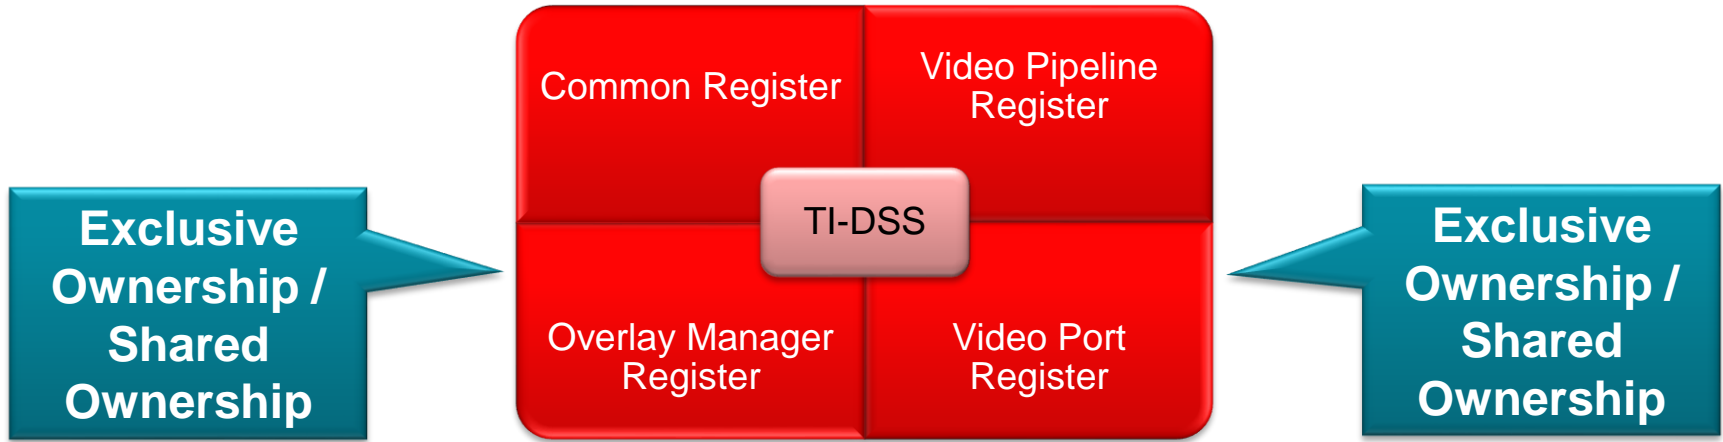 Common Register
Video Pipeline
Register
TI-DSS
Exclusive
Ownership /
Shared
Ownership
Exclusive
Ownership /
Shared
Ownership
Overlay Manager
Register
Video Port
Register